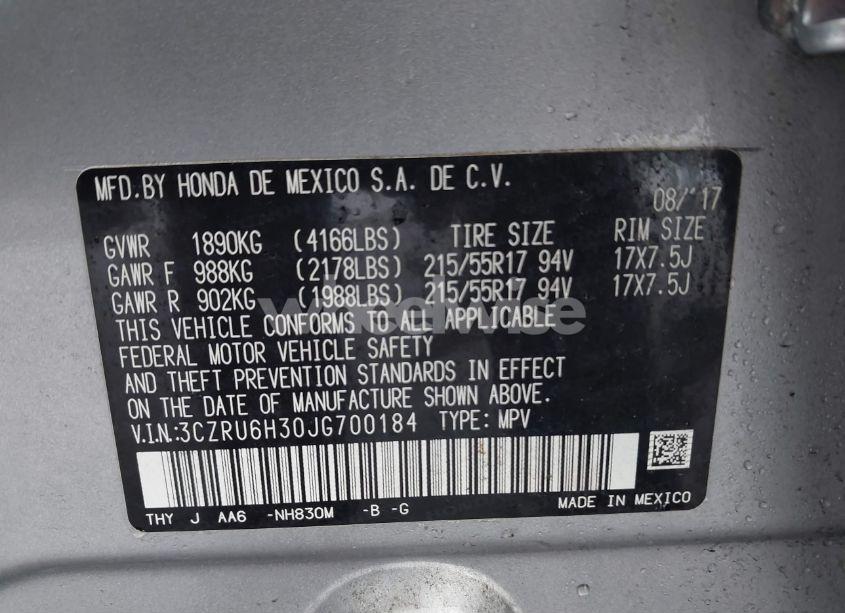 MFD.BY HONDA DE MEXICO S.A. DE C.V.
08/'17
GVWR 1890KG (4166LBS) TIRE SIZE RIM SIZE
GAWR F 988KG (2178LBS) 215/55R17 94V 17X7.5J
GAWR R 902KG (1988LBS) 215/55R17 94V 17X7.5J
THIS VEHICLE CONFORMS TO ALL APPLICABLE
FEDERAL MOTOR VEHICLE SAFETY
AND THEFT PREVENTION STANDARDS IN EFFECT
ON THE DATE OF MANUFACTURE SHOWN ABOVE.
V.I.N:3CZRU6H30JG700184 TYPE: MPV
THY J AA6 -NH830M -B -G
MADE IN MEXICO